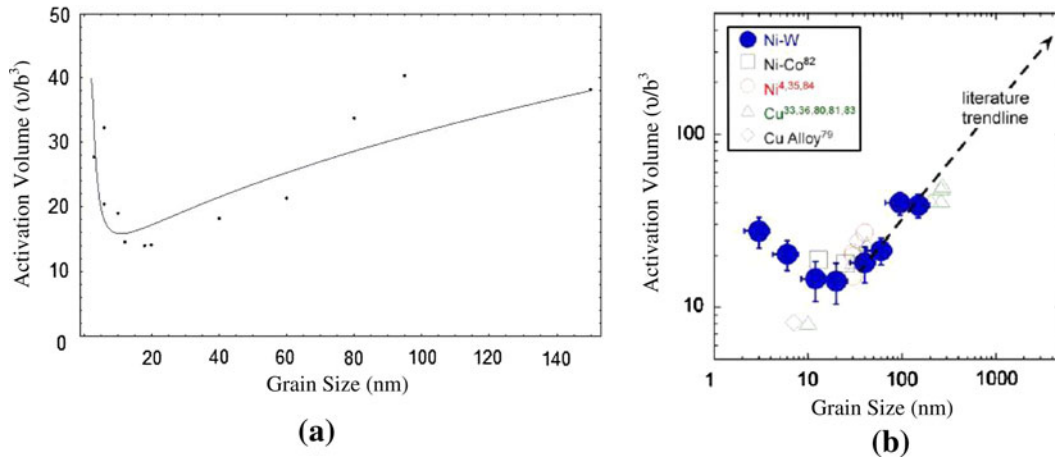 50
40
30
20
10
0
20
40
60
80
100
120
140
Activation Volume (υ/b³)
Grain Size (nm)
(a)
Ni-W
Ni-Co⁸²
Ni⁴,³⁵,⁸⁴
Cu³³,³⁶,⁸⁰,⁸¹,⁸³
Cu Alloy⁷⁹
literature
trendline
100
10
1
10
100
1000
Activation Volume (υ/b³)
Grain Size (nm)
(b)